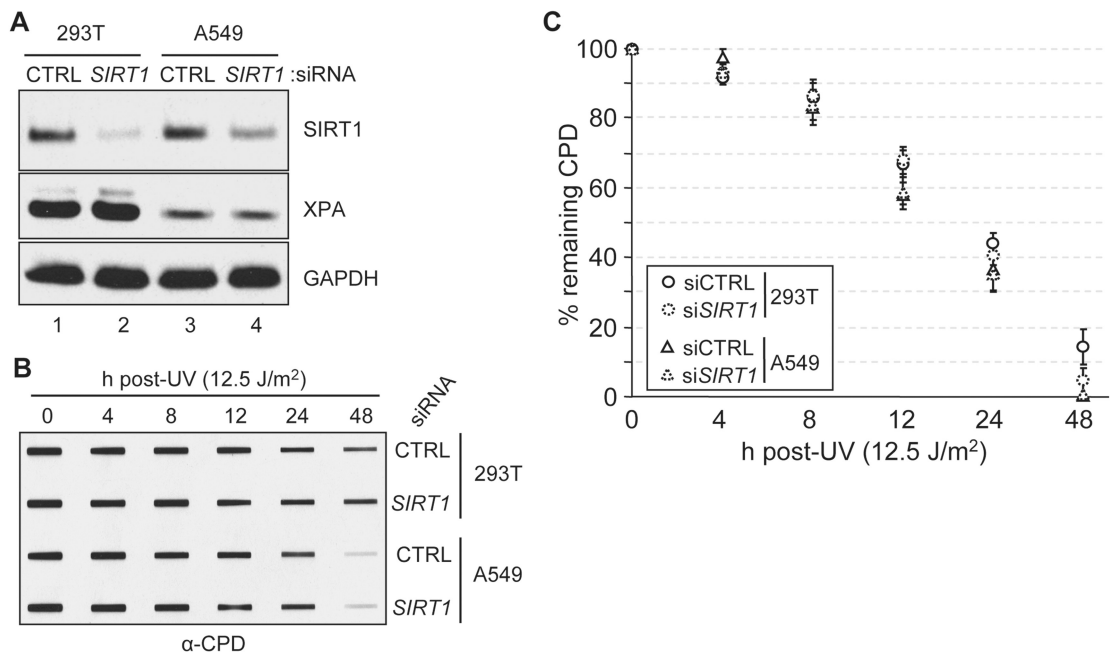 A
293T A549
CTRL SIRT1 CTRL SIRT1 :siRNA
SIRT1
XPA
GAPDH
1 2 3 4
B
h post-UV (12.5 J/m²)
siRNA
0 4 8 12 24 48
CTRL
SIRT1
293T
CTRL
SIRT1
A549
α-CPD
C
% remaining CPD
100
80
60
40
20
0
siCTRL
siSIRT1
293T
siCTRL
siSIRT1
A549
0 4 8 12 24 48
h post-UV (12.5 J/m²)